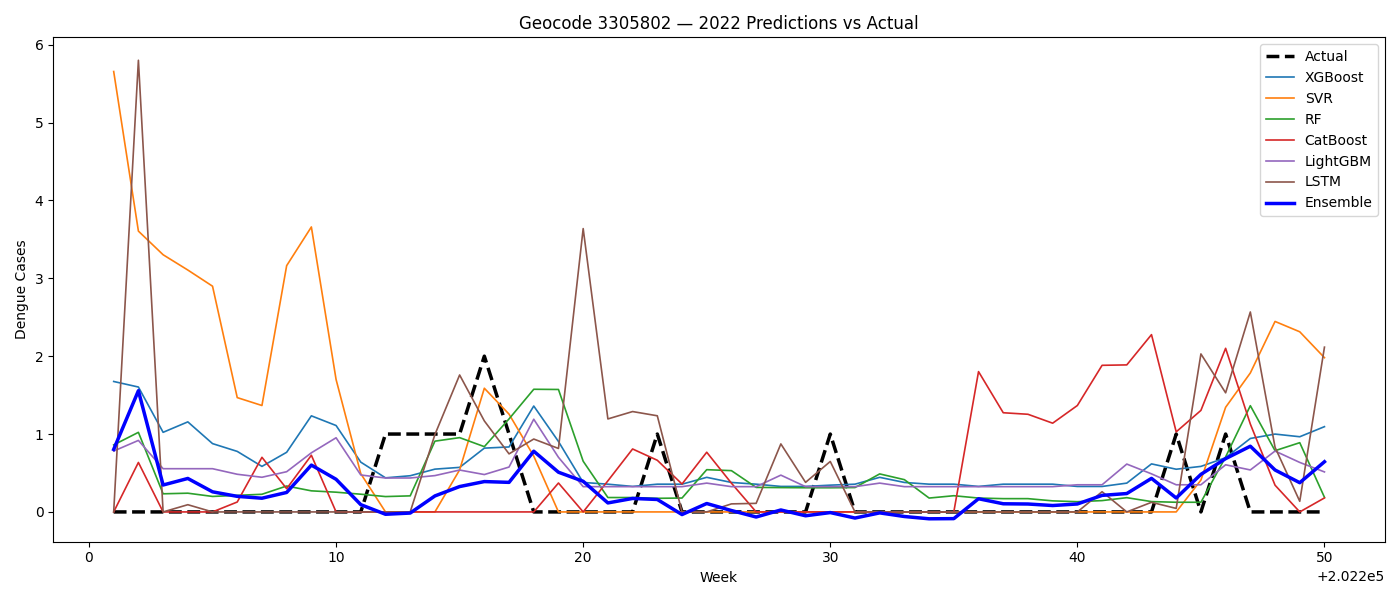 Geocode 3305802 — 2022 Predictions vs Actual
Dengue Cases
6
5
4
3
2
1
0
Actual
XGBoost
SVR
RF
CatBoost
LightGBM
LSTM
Ensemble
0 10 20 30 40 50
Week
+2.022e5